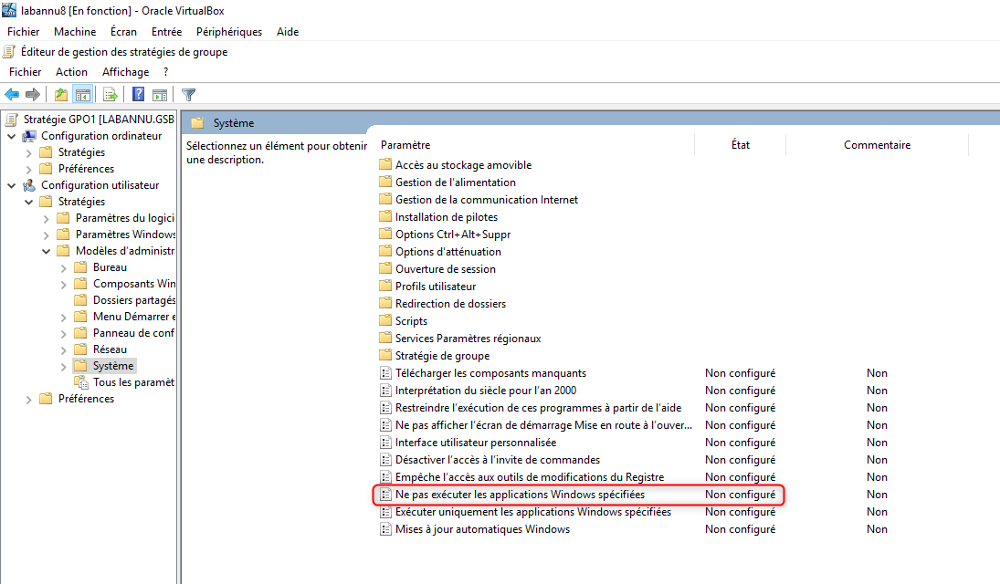 labannu8 [En fonction] - Oracle VirtualBox
Fichier Machine Écran Entrée Périphériques Aide
Éditeur de gestion des stratégies de groupe
Fichier Action Affichage ?
Stratégie GPO1 [LABANNU.GSB
Configuration ordinateur
Stratégies
Préférences
Configuration utilisateur
Stratégies
Paramètres du logici
Paramètres Windows
Modèles d'administr
Bureau
Composants Win
Dossiers partagés
Menu Démarrer e
Panneau de conf
Réseau
Système
Tous les paramèt
Préférences
Système
Sélectionnez un élément pour obtenir
une description.
Paramètre État Commentaire
Accès au stockage amovible
Gestion de l'alimentation
Gestion de la communication Internet
Installation de pilotes
Options Ctrl+Alt+Suppr
Options d'atténuation
Ouverture de session
Profils utilisateur
Redirection de dossiers
Scripts
Services Paramètres régionaux
Stratégie de groupe
Télécharger les composants manquants Non configuré Non
Interprétation du siècle pour l'an 2000 Non configuré Non
Restreindre l'exécution de ces programmes à partir de l'aide Non configuré Non
Ne pas afficher l'écran de démarrage Mise en route à l'ouver... Non configuré Non
Interface utilisateur personnalisée Non configuré Non
Désactiver l'accès à l'invite de commandes Non configuré Non
Empêche l'accès aux outils de modifications du Registre Non configuré Non
Ne pas exécuter les applications Windows spécifiées Non configuré Non
Exécuter uniquement les applications Windows spécifiées Non configuré Non
Mises à jour automatiques Windows Non configuré Non